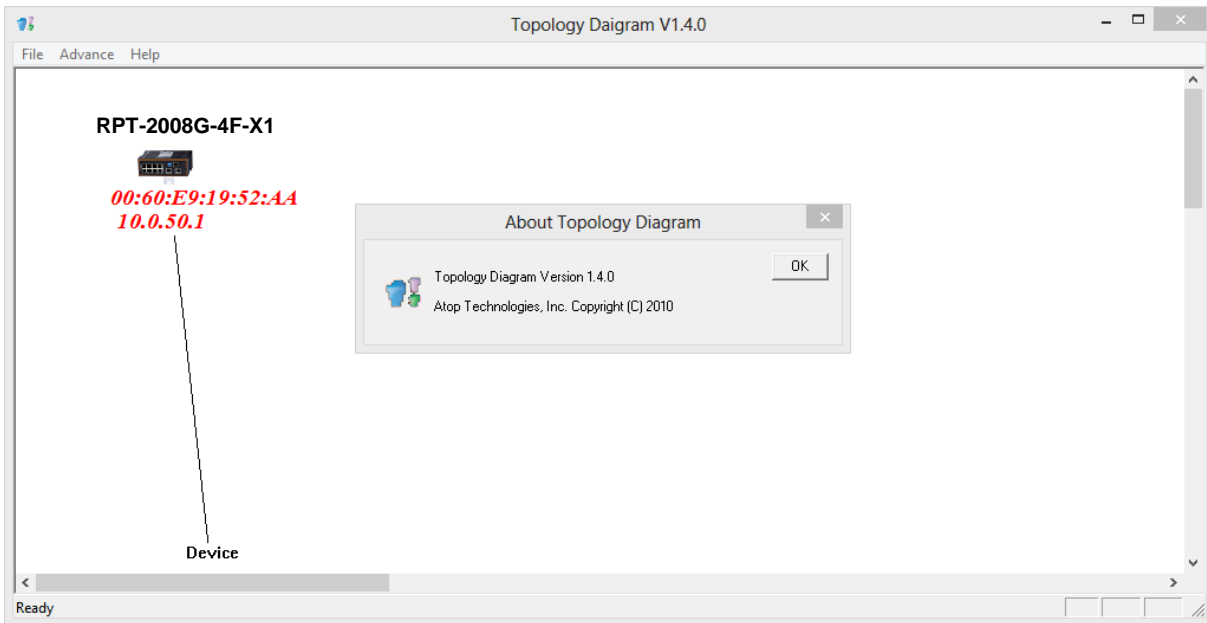 Topology Daigram V1.4.0
File Advance Help
RPT-2008G-4F-X1
00:60:E9:19:52:AA
10.0.50.1
About Topology Diagram
OK
Topology Diagram Version 1.4.0
Atop Technologies, Inc. Copyright (C) 2010
Device
Ready